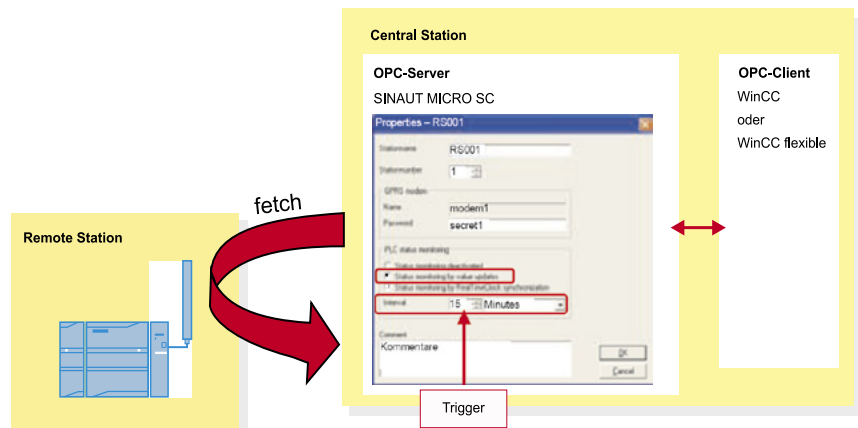 Central Station
OPC-Server
SINAUT MICRO SC
OPC-Client
WinCC
oder
WinCC flexible
Properties – RS001
Stationname RS001
Stationnumber 1
GPRS modem
Name modem1
Password secret1
PLC status monitoring
Status monitoring deactivated
Status monitoring by value updates
Status monitoring by RealTimeClock synchronization
Interval 15 Minutes
Comment
Kommentare
OK
Cancel
Trigger
fetch
Remote Station